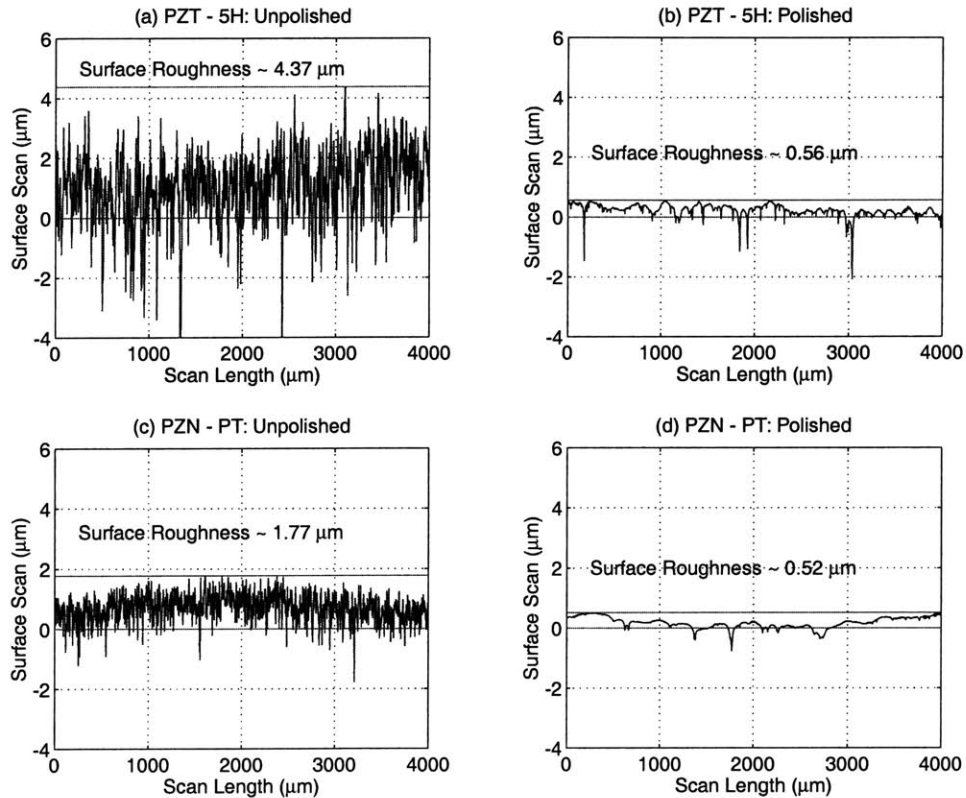 (a) PZT - 5H: Unpolished
6
4
2
0
-2
-4
Surface Scan (μm)
Surface Roughness ~ 4.37 μm
0 1000 2000 3000 4000
Scan Length (μm)
(b) PZT - 5H: Polished
6
4
2
0
-2
-4
Surface Scan (μm)
Surface Roughness ~ 0.56 μm
0 1000 2000 3000 4000
Scan Length (μm)
(c) PZN - PT: Unpolished
6
4
2
0
-2
-4
Surface Scan (μm)
Surface Roughness ~ 1.77 μm
0 1000 2000 3000 4000
Scan Length (μm)
(d) PZN - PT: Polished
6
4
2
0
-2
-4
Surface Scan (μm)
Surface Roughness ~ 0.52 μm
0 1000 2000 3000 4000
Scan Length (μm)